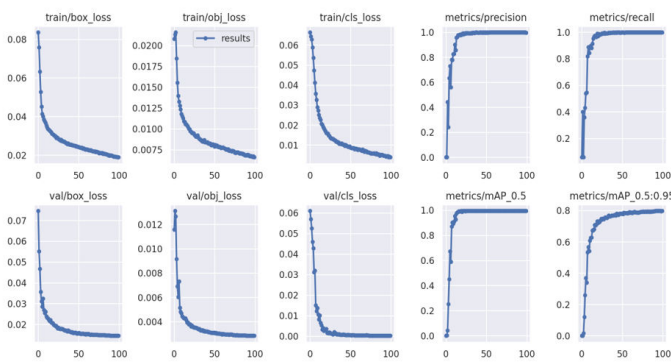 train/box_loss train/obj_loss train/cls_loss metrics/precision metrics/recall
0.08 0.06 0.04 0.02
0.0200 0.0175 0.0150 0.0125 0.0100 0.0075
results
0.06 0.05 0.04 0.03 0.02 0.01
1.0 0.8 0.6 0.4 0.2 0.0
1.0 0.8 0.6 0.4 0.2
0 50 100 0 50 100 0 50 100 0 50 100 0 50 100
val/box_loss val/obj_loss val/cls_loss metrics/mAP_0.5 metrics/mAP_0.5:0.95
0.07 0.06 0.05 0.04 0.03 0.02
0.012 0.010 0.008 0.006 0.004
0.06 0.05 0.04 0.03 0.02 0.01 0.00
1.0 0.8 0.6 0.4 0.2 0.0
0.8 0.6 0.4 0.2 0.0
0 50 100 0 50 100 0 50 100 0 50 100 0 50 100